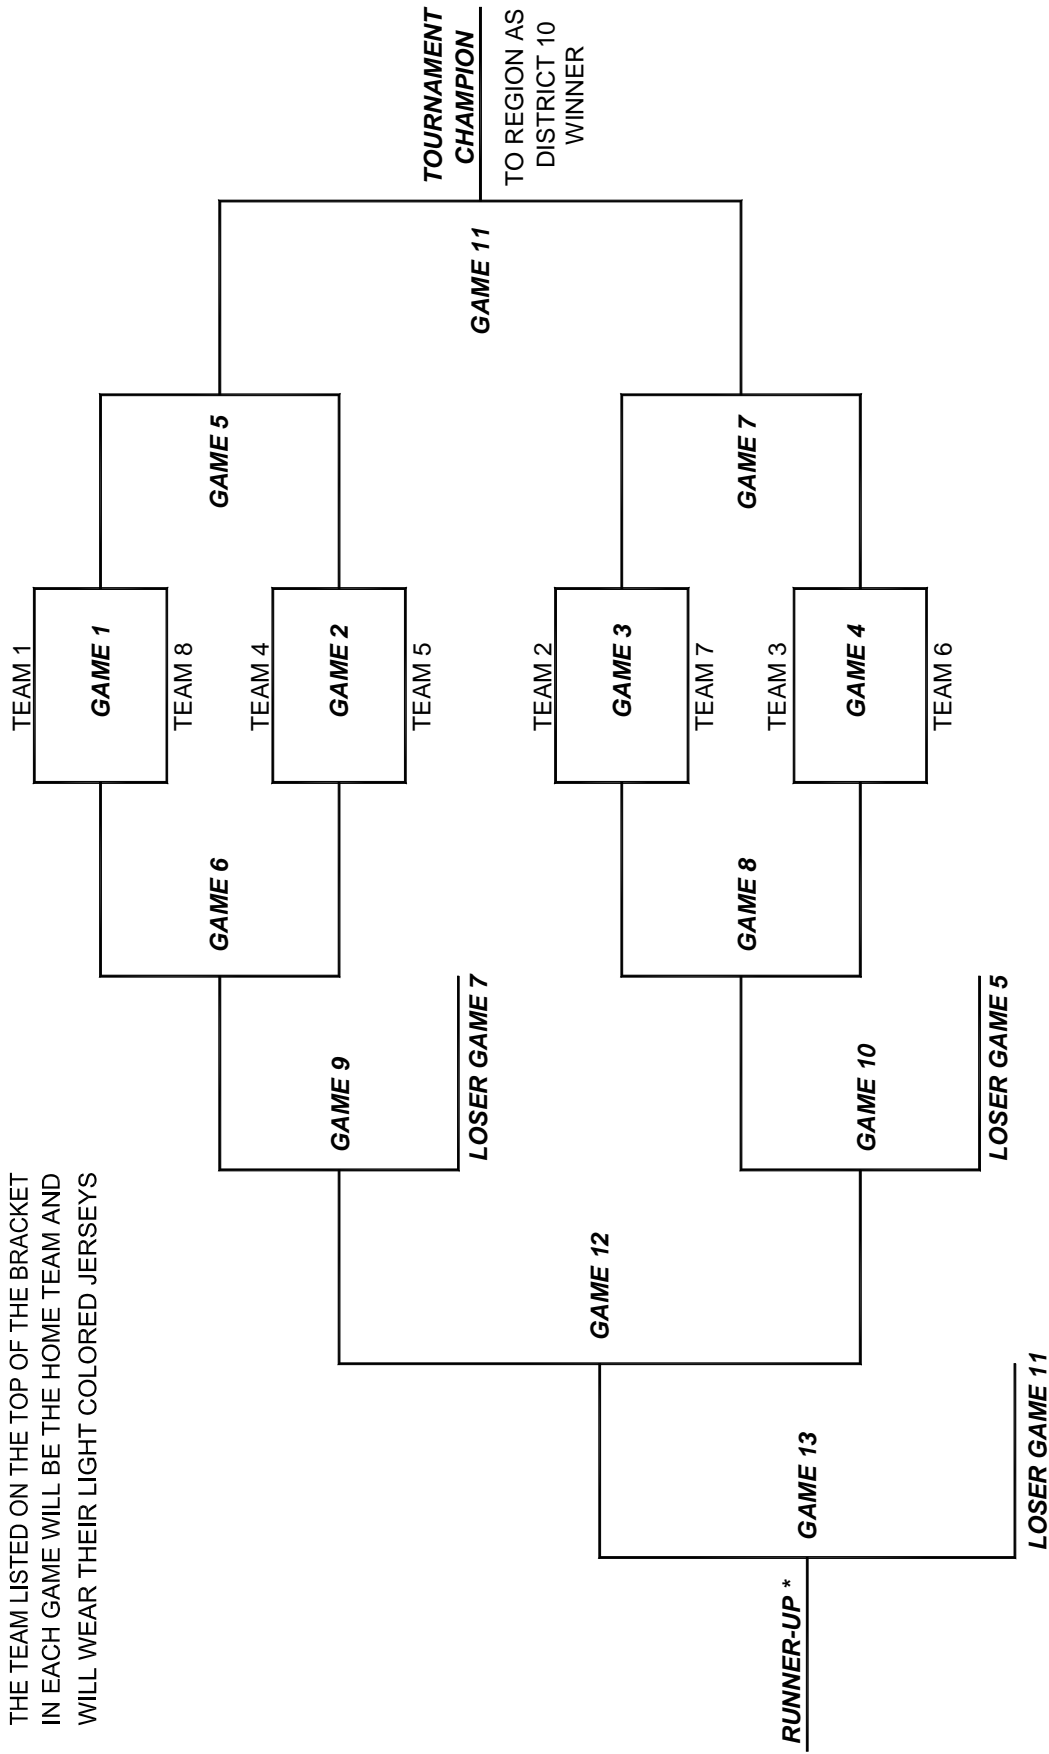 THE TEAM LISTED ON THE TOP OF THE BRACKET
IN EACH GAME WILL BE THE HOME TEAM AND
WILL WEAR THEIR LIGHT COLORED JERSEYS
TEAM 1
GAME 1
TEAM 8
GAME 6
GAME 5
TEAM 4
GAME 2
TEAM 5
GAME 9
LOSER GAME 7
TOURNAMENT
CHAMPION
GAME 11
TO REGION AS
DISTRICT 10
WINNER
TEAM 2
GAME 12
GAME 3
TEAM 7
GAME 8
GAME 7
TEAM 3
RUNNER-UP *
GAME 13
GAME 10
GAME 4
TEAM 6
LOSER GAME 5
LOSER GAME 11